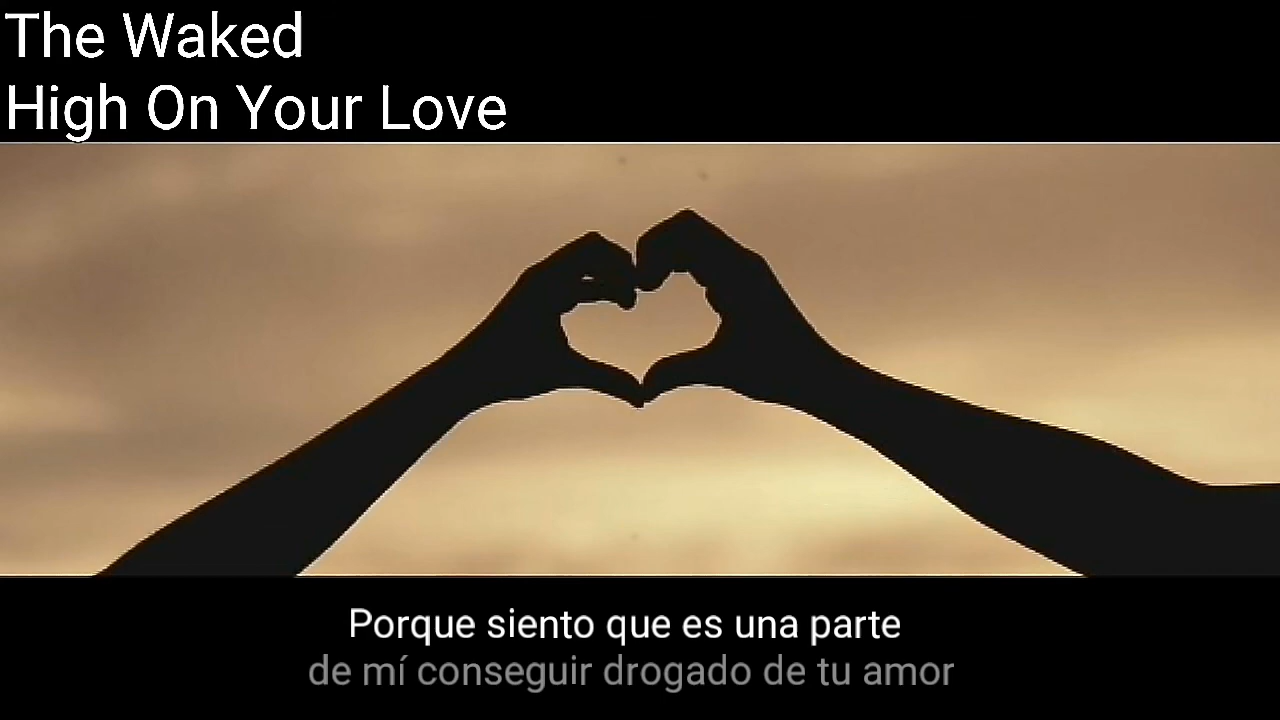 The Waked
High On Your Love
Porque siento que es una parte
de mí conseguir drogado de tu amor